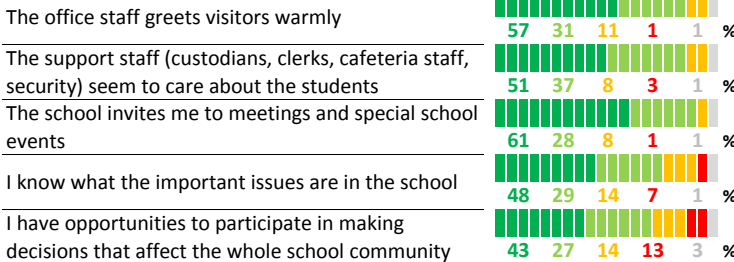 The office staff greets visitors warmly
57 31 11 1 1 %
The support staff (custodians, clerks, cafeteria staff,
security) seem to care about the students
51 37 8 3 1 %
The school invites me to meetings and special school
events
61 28 8 1 1 %
I know what the important issues are in the school
48 29 14 7 1 %
I have opportunities to participate in making
decisions that affect the whole school community
43 27 14 13 3 %